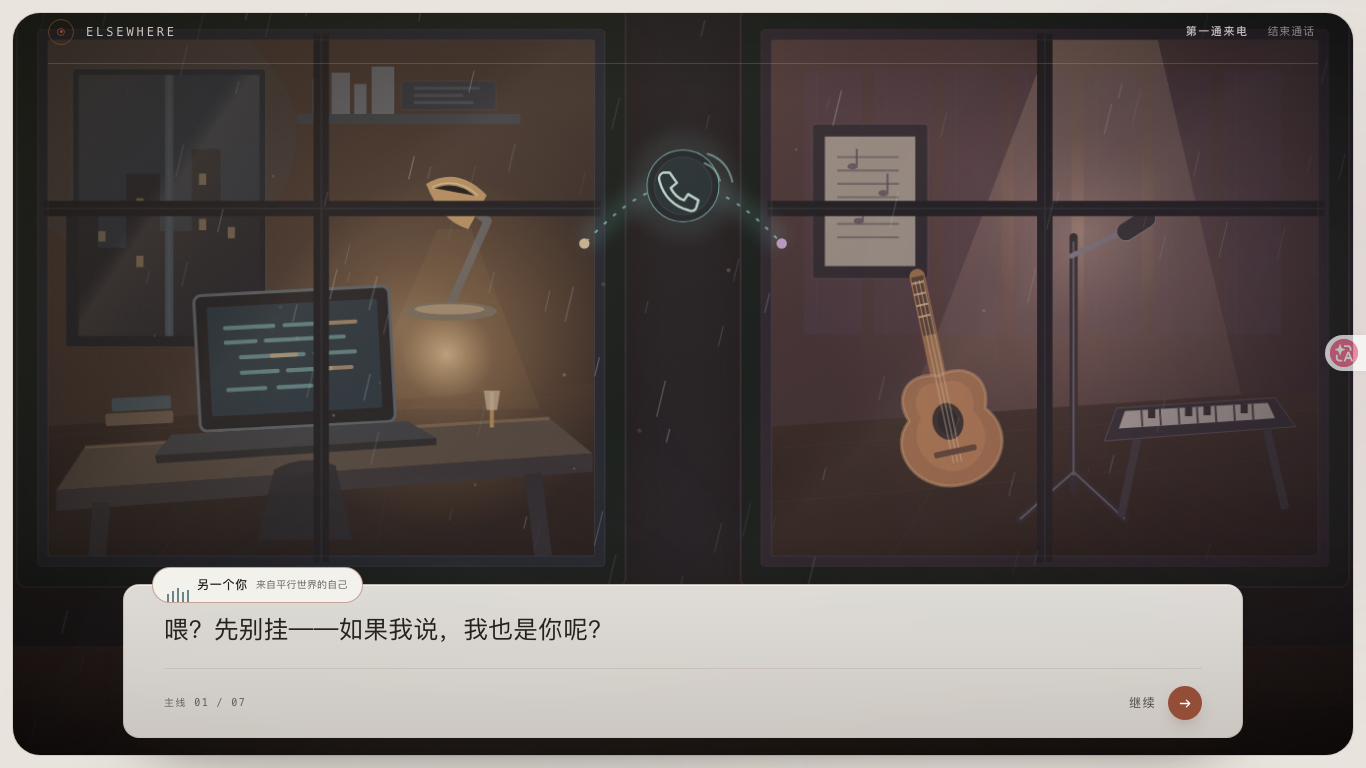 ELSEWHERE
第一通来电 结束通话
另一个你 来自平行世界的自己
喂？先别挂——如果我说，我也是你呢？
主线 01 / 07
继续